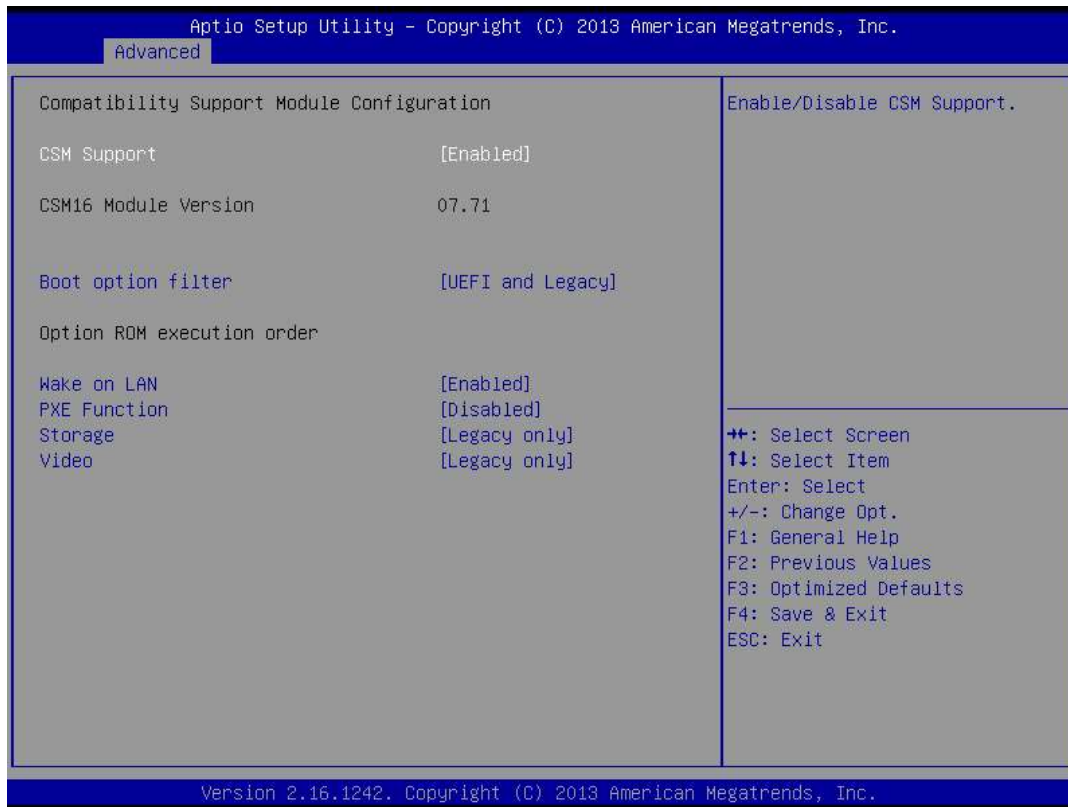 Aptio Setup Utility – Copyright (C) 2013 American Megatrends, Inc.
Advanced
Compatibility Support Module Configuration
CSM Support [Enabled]
CSM16 Module Version 07.71
Boot option filter [UEFI and Legacy]
Option ROM execution order
Wake on LAN [Enabled]
PXE Function [Disabled]
Storage [Legacy only]
Video [Legacy only]
Enable/Disable CSM Support.
→←: Select Screen
↑↓: Select Item
Enter: Select
+/-: Change Opt.
F1: General Help
F2: Previous Values
F3: Optimized Defaults
F4: Save & Exit
ESC: Exit
Version 2.16.1242. Copyright (C) 2013 American Megatrends, Inc.